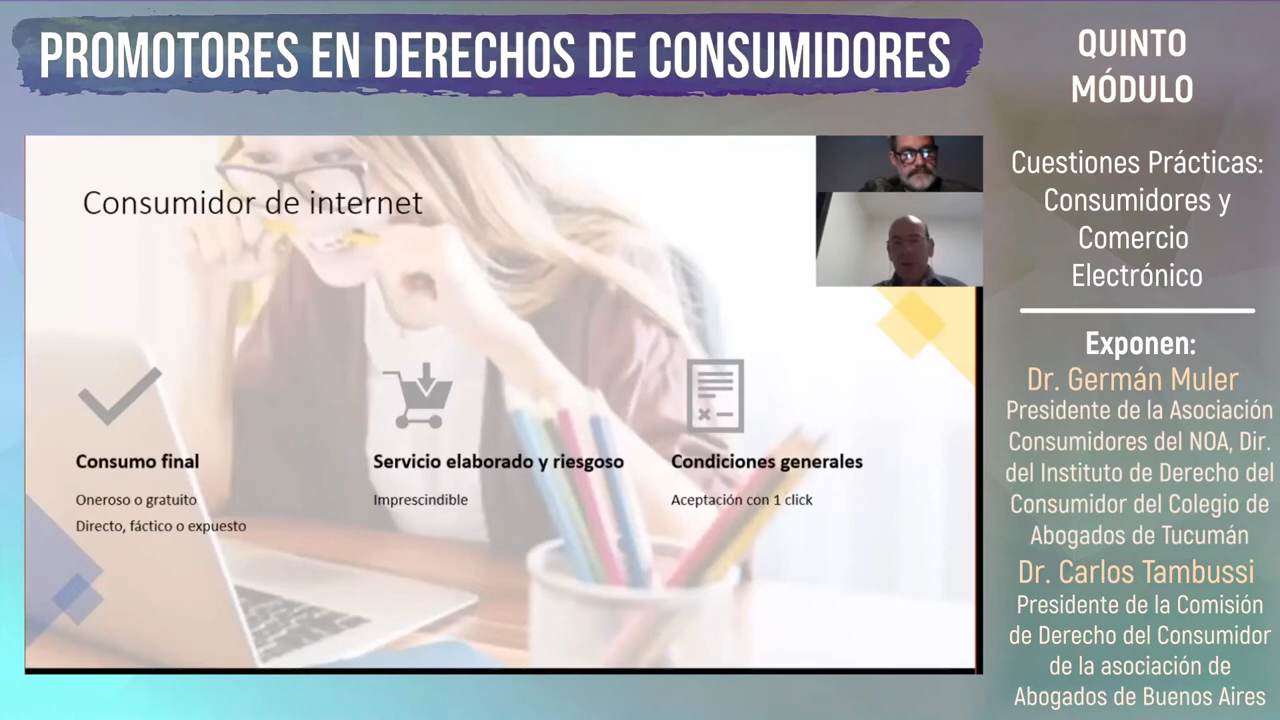 PROMOTORES EN DERECHOS DE CONSUMIDORES
Consumidor de internet
Consumo final
Oneroso o gratuito
Directo, fáctico o expuesto
Servicio elaborado y riesgoso
Imprescindible
Condiciones generales
Aceptación con 1 click
QUINTO
MÓDULO
Cuestiones Prácticas:
Consumidores y
Comercio
Electrónico
Exponen:
Dr. Germán Muler
Presidente de la Asociación
Consumidores del NOA, Dir.
del Instituto de Derecho del
Consumidor del Colegio de
Abogados de Tucumán
Dr. Carlos Tambussi
Presidente de la Comisión
de Derecho del Consumidor
de la asociación de
Abogados de Buenos Aires